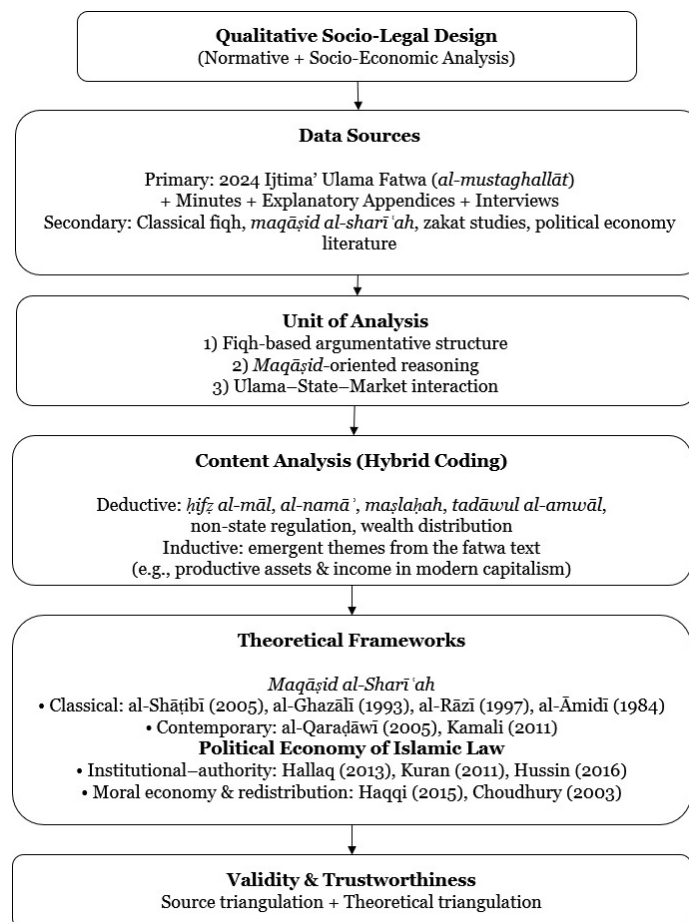 Qualitative Socio-Legal Design
(Normative + Socio-Economic Analysis)
Data Sources
Primary: 2024 Ijtima’ Ulama Fatwa (al-mustaghallāt)
+ Minutes + Explanatory Appendices + Interviews
Secondary: Classical fiqh, maqāṣid al-sharī‘ah, zakat studies, political economy
literature
Unit of Analysis
1) Fiqh-based argumentative structure
2) Maqāṣid-oriented reasoning
3) Ulama–State–Market interaction
Content Analysis (Hybrid Coding)
Deductive: ḥifẓ al-māl, al-namā’, maṣlaḥah, tadāwul al-amwāl,
non-state regulation, wealth distribution
Inductive: emergent themes from the fatwa text
(e.g., productive assets & income in modern capitalism)
Theoretical Frameworks
Maqāṣid al-Sharī‘ah
• Classical: al-Shāṭibī (2005), al-Ghazālī (1993), al-Rāzī (1997), al-Āmidī (1984)
• Contemporary: al-Qaraḍāwī (2005), Kamali (2011)
Political Economy of Islamic Law
• Institutional–authority: Hallaq (2013), Kuran (2011), Hussin (2016)
• Moral economy & redistribution: Haqqi (2015), Choudhury (2003)
Validity & Trustworthiness
Source triangulation + Theoretical triangulation